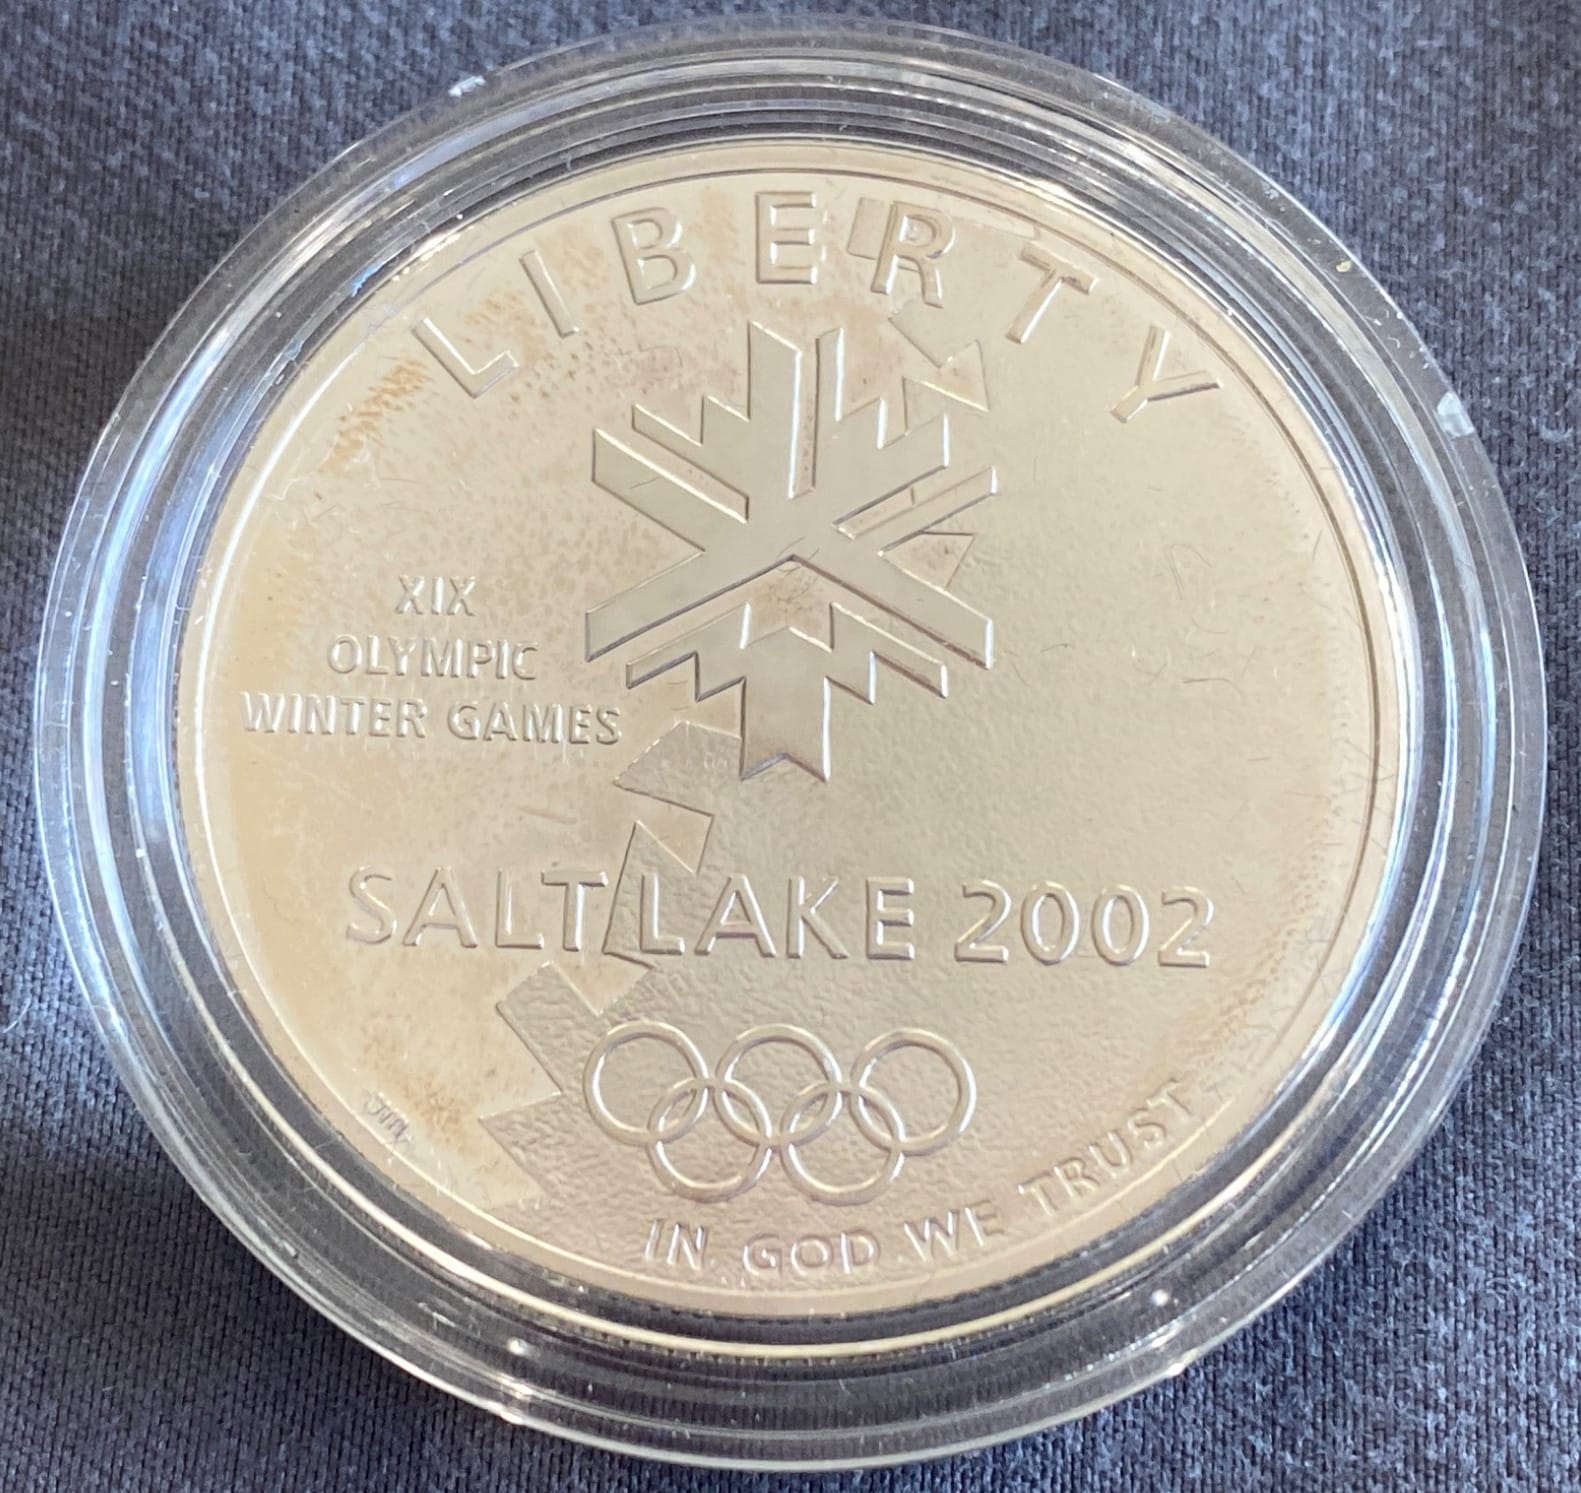 LIBERTY
XIX
OLYMPIC
WINTER GAMES
SALT LAKE 2002
IN GOD WE TRUST